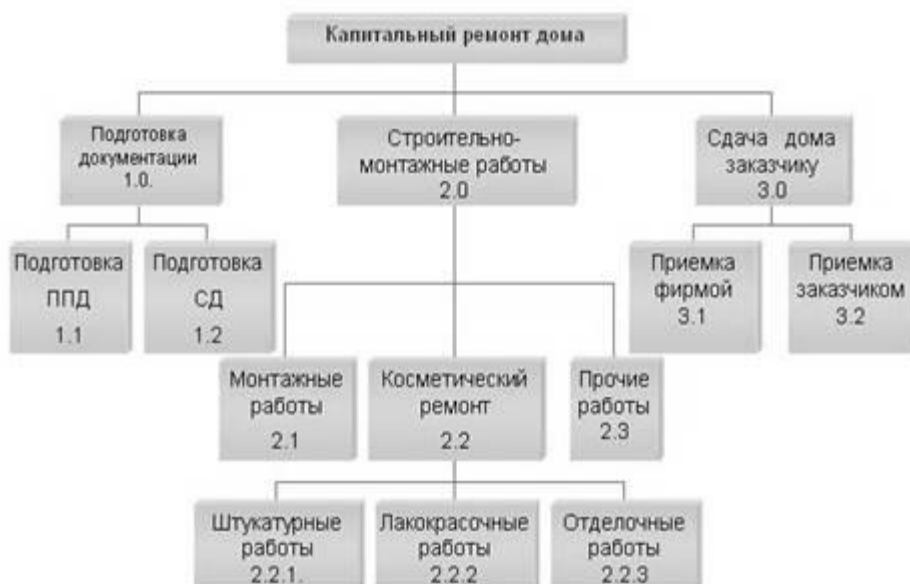 Капитальный ремонт дома
Подготовка
документации
1.0.
Строительно-
монтажные работы
2.0
Сдача дома
заказчику
3.0
Подготовка
ППД
1.1
Подготовка
СД
1.2
Приемка
фирмой
3.1
Приемка
заказчиком
3.2
Монтажные
работы
2.1
Косметический
ремонт
2.2
Прочие
работы
2.3
Штукатурные
работы
2.2.1.
Лакокрасочные
работы
2.2.2
Отделочные
работы
2.2.3